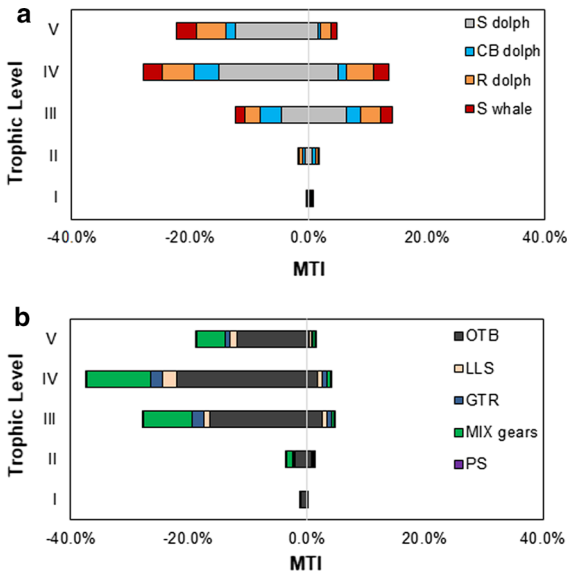 a
Trophic Level
V
IV
III
II
I
S dolph
CB dolph
R dolph
S whale
-40.0% -20.0% 0.0% 20.0% 40.0%
MTI
b
Trophic Level
V
IV
III
II
I
OTB
LLS
GTR
MIX gears
PS
-40.0% -20.0% 0.0% 20.0% 40.0%
MTI